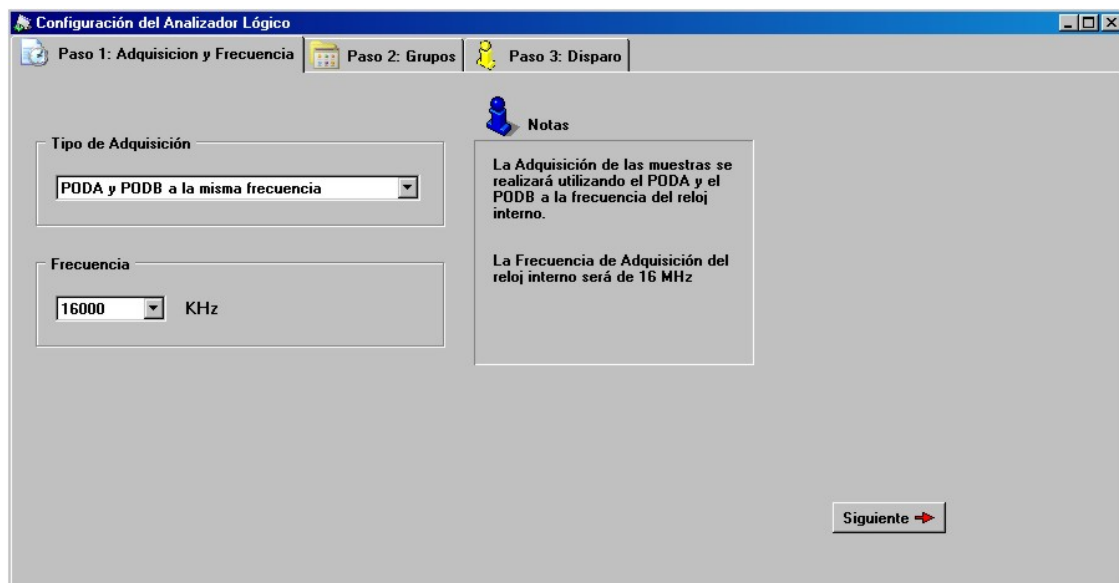 Configuración del Analizador Lógico
Paso 1: Adquisicion y Frecuencia
Paso 2: Grupos
Paso 3: Disparo
Tipo de Adquisición
PODA y PODB a la misma frecuencia
Frecuencia
16000
KHz
Notas
La Adquisición de las muestras se
realizará utilizando el PODA y el
PODB a la frecuencia del reloj
interno.
La Frecuencia de Adquisición del
reloj interno será de 16 MHz
Siguiente